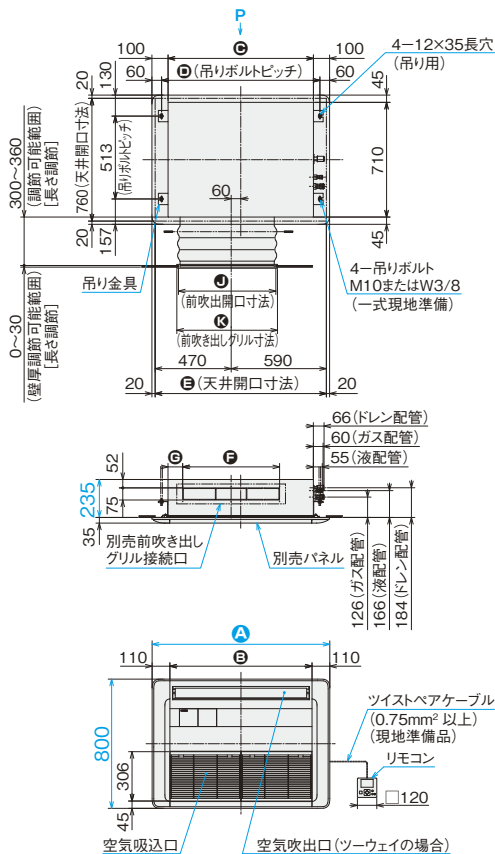 P
100
C
100
4ー12×35長穴
(吊り用)
60
D(吊りボルトピッチ)
60
20
130
45
300〜360
(調節可能範囲)
[長さ調節]
760(天井開口寸法)
513
(吊りボルトピッチ)
710
60
20
157
45
吊り金具
4ー吊りボルト
M10またはW3/8
(一式現地準備)
0〜30
(壁厚調節可能範囲)
[長さ調節]
J
(前吹出開口寸法)
K
(前吹き出しグリル寸法)
470
590
20
E(天井開口寸法)
20
66(ドレン配管)
60(ガス配管)
55(液配管)
52
G
F
235
75
35
別売前吹き出し
グリル接続口
別売パネル
126(ガス配管)
166(液配管)
184(ドレン配管)
A
110
B
110
800
306
45
ツイストペアケーブル
(0.75mm²以上)
(現地準備品)
リモコン
□120
空気吸込口
空気吹出口(ツーウェイの場合)